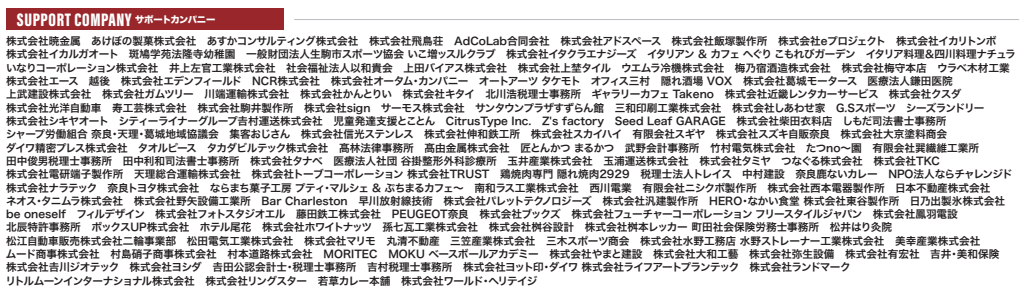 SUPPORT COMPANY サポートカンパニー
株式会社暁金属　あけぼの製菓株式会社　あすかコンサルティング株式会社　株式会社飛鳥荘　AdCoLab合同会社　株式会社アドスペース　株式会社飯塚製作所　株式会社eプロジェクト　株式会社イカリトンボ
株式会社イカルガオート　斑鳩学苑法隆寺幼稚園　一般財団法人生駒市スポーツ協会 いこ増ッスルクラブ　株式会社イタクラエナジーズ　イタリアン & カフェ へぐり こもれびガーデン　イタリア料理&四川料理ナチュラ
いなりコーポレーション株式会社　井上左官工業株式会社　社会福祉法人以和貴会　上田バイアス株式会社　株式会社上埜タイル　ウエムラ冷機株式会社　梅乃宿酒造株式会社　株式会社梅守本店　ウラベ木材工業
株式会社エース　越後　株式会社エデンフィールド　NCR株式会社　株式会社オータム・カンパニー　オートアーツ タケモト　オフィス三村　隠れ酒場 VOX　株式会社葛城モータース　医療法人鎌田医院
上武建設株式会社　株式会社ガムツリー　川端運輸株式会社　株式会社かんとりい　株式会社キタイ　北川浩税理士事務所　ギャラリーカフェ Takeno　株式会社近畿レンタカーサービス　株式会社クスダ
株式会社光洋自動車　寿工芸株式会社　株式会社駒井製作所　株式会社sign　サーモス株式会社　サンタウンプラザすずらん館　三和印刷工業株式会社　株式会社しあわせ家　G.Sスポーツ　シーズランドリー
株式会社シキヤオート　シティーライナーグループ吉村運送株式会社　児童発達支援とことん　CitrusType Inc.　Z's factory　Seed Leaf GARAGE　株式会社柴田衣料店　しもだ司法書士事務所
シャープ労働組合 奈良・天理・葛城地域協議会　集客おじさん　株式会社信光ステンレス　株式会社伸和鉄工所　株式会社スカイハイ　有限会社スギヤ　株式会社スズキ自販奈良　株式会社大京塗料商会
ダイワ精密プレス株式会社　タオルピース　タカダビルテック株式会社　髙林法律事務所　髙由金属株式会社　匠とんかつ まるかつ　武野会計事務所　竹村電気株式会社　たつno〜園　有限会社巽繊維工業所
田中俊男税理士事務所　田中利和司法書士事務所　株式会社タナベ　医療法人社団 谷掛整形外科診療所　玉井産業株式会社　玉浦運送株式会社　株式会社タミヤ　つなぐる株式会社　株式会社TKC
株式会社電研端子製作所　天理総合運輸株式会社　株式会社トーブコーポレーション 株式会社TRUST　鶏焼肉専門 隠れ焼肉2929　税理士法人トレイス　中村建設　奈良鹿ないカレー　NPO法人ならチャレンジド
株式会社ナラテック　奈良トヨタ株式会社　ならまち菓子工房 プティ・マルシェ & ぷちまるカフェ〜　南和ラス工業株式会社　西川電業　有限会社ニシクボ製作所　株式会社西本電器製作所　日本不動産株式会社
ネオス・タニムラ株式会社　株式会社野矢設備工業所　Bar Charleston　早川放射線技術　株式会社パレットテクノロジーズ　株式会社汎建製作所　HERO・なかい食堂 株式会社東谷製作所　日乃出製氷株式会社
be oneself　フィルデザイン　株式会社フォトスタジオエル　藤田鉄工株式会社　PEUGEOT奈良　株式会社ブックズ　株式会社フューチャーコーポレーション フリースタイルジャパン　株式会社鳳羽電設
北辰特許事務所　ボックスUP株式会社　ホテル尾花　株式会社ホワイトナッツ　孫七瓦工業株式会社　株式会社桝谷設計　株式会社桝本レッカー 町田社会保険労務士事務所　松井はり灸院
松江自動車販売株式会社二輪事業部　松田電気工業株式会社　株式会社マリモ　丸清不動産　三笠産業株式会社　三木スポーツ商会　株式会社水野工務店 水野ストレーナー工業株式会社　美幸産業株式会社
ムード商事株式会社　村島硝子商事株式会社　村本道路株式会社　MORITEC　MOKU ベースボールアカデミー　株式会社やまと建設　株式会社大和工藝　株式会社弥生設備　株式会社有宏社　吉井・美和保険
株式会社吉川ジオテック　株式会社ヨシダ　吉田公認会計士・税理士事務所　吉村税理士事務所　株式会社ヨット印・ダイワ 株式会社ライフアートプランテック　株式会社ランドマーク
リトルムーンインターナショナル株式会社　株式会社リングスター　若草カレー本舗　株式会社ワールド・ヘリテイジ